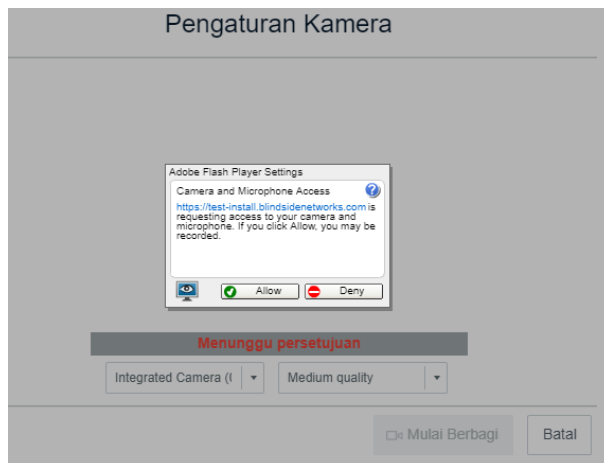 Pengaturan Kamera
Adobe Flash Player Settings
Camera and Microphone Access
https://test-install.blindsidenetworks.com is
requesting access to your camera and
microphone. If you click Allow, you may be
recorded.
Allow Deny
Menunggu persetujuan
Integrated Camera (( Medium quality
Mulai Berbagi Batal